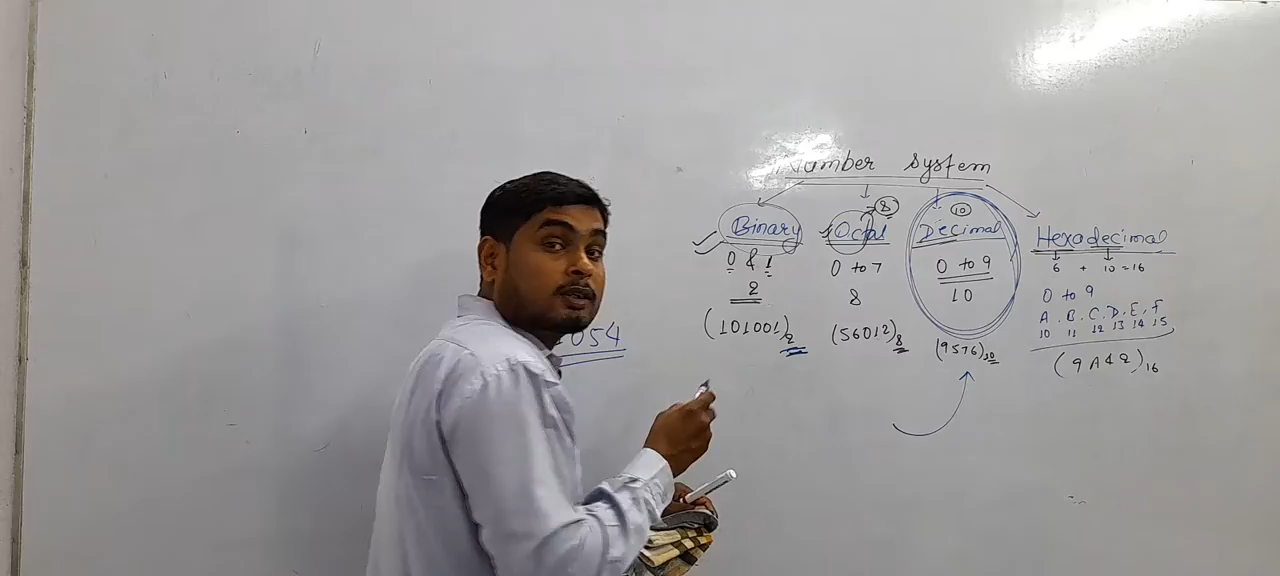 Number System
8
10
Binary Octal Decimal Hexadecimal
0 & 1 0 to 7 0 to 9 6 + 10 = 16
2 8 10 0 to 9
A. B. C. D. E. F
10 11 12 13 14 15
(101001)2 (56012)8 (9576)10 (9A42)16
054